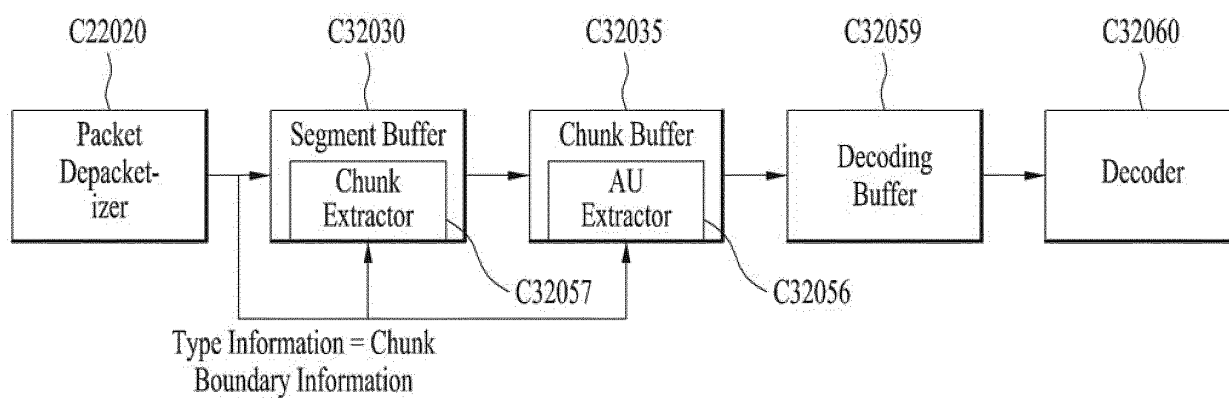 C22020
C32030
C32035
C32059
C32060
Packet
Depacket-
izer
Segment Buffer
Chunk
Extractor
Chunk Buffer
AU
Extractor
Decoding
Buffer
Decoder
C32057
C32056
Type Information = Chunk
Boundary Information